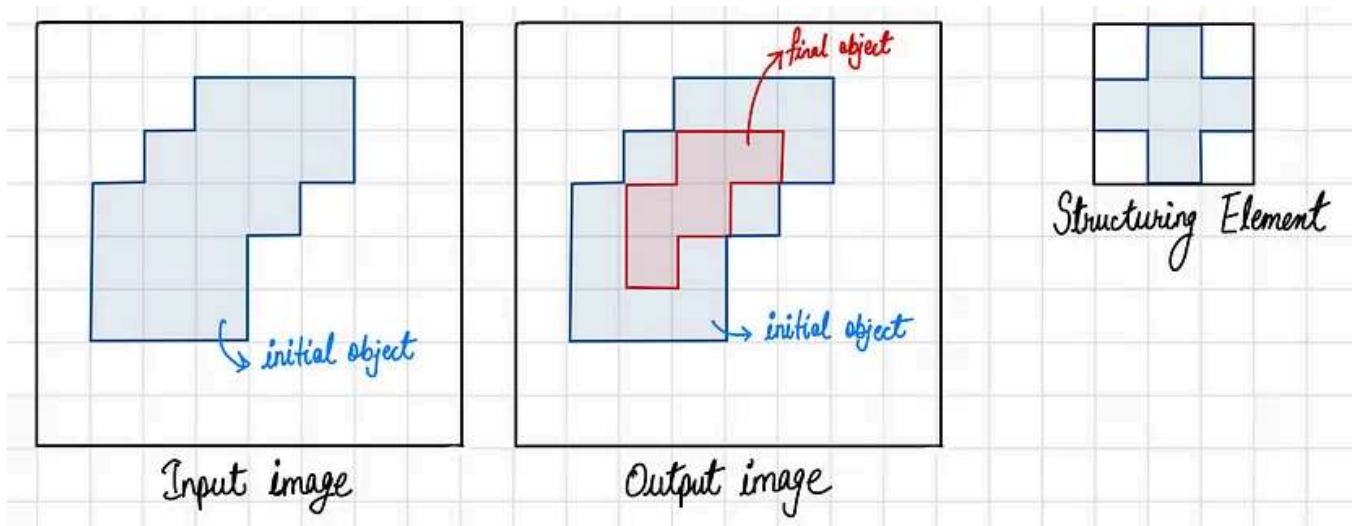 final object
Structuring Element
initial object
initial object
Input image
Output image